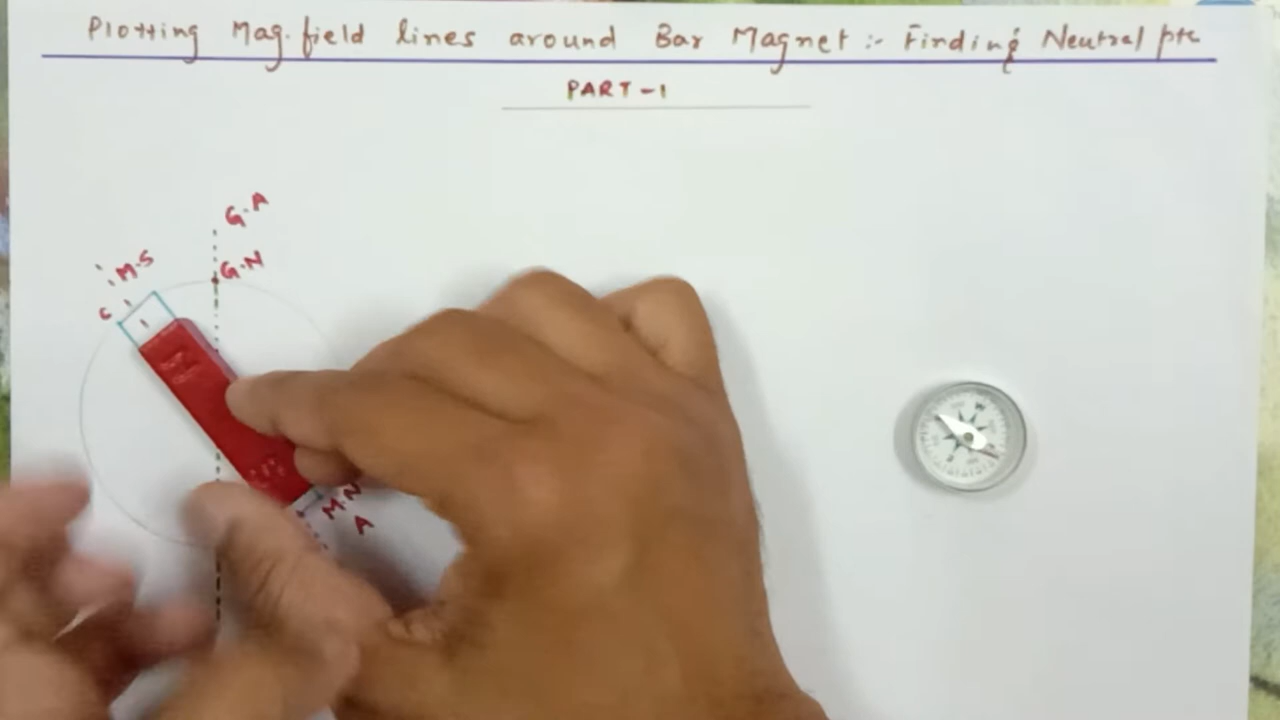 Plotting Mag. field lines around Bar Magnet :- Finding Neutral pts
PART-1
G.A
G.N
M.S
M.N
A